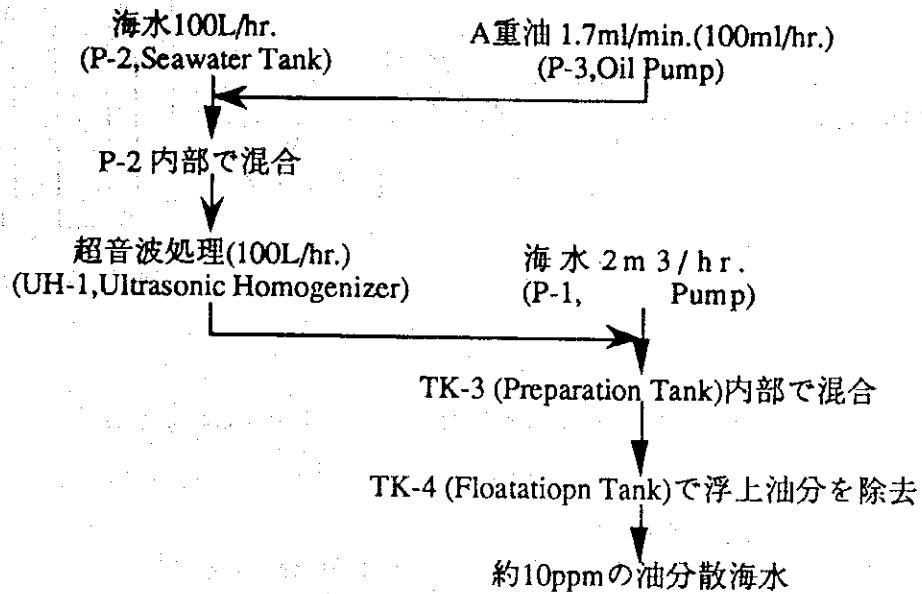 海水100L/hr.
(P-2,Seawater Tank)
A重油 1.7ml/min.(100ml/hr.)
(P-3,Oil Pump)
P-2 内部で混合
超音波処理(100L/hr.)
(UH-1,Ultrasonic Homogenizer)
海水 2m3/hr.
(P-1, Pump)
TK-3 (Preparation Tank)内部で混合
TK-4 (Floatatiopn Tank)で浮上油分を除去
約10ppmの油分散海水